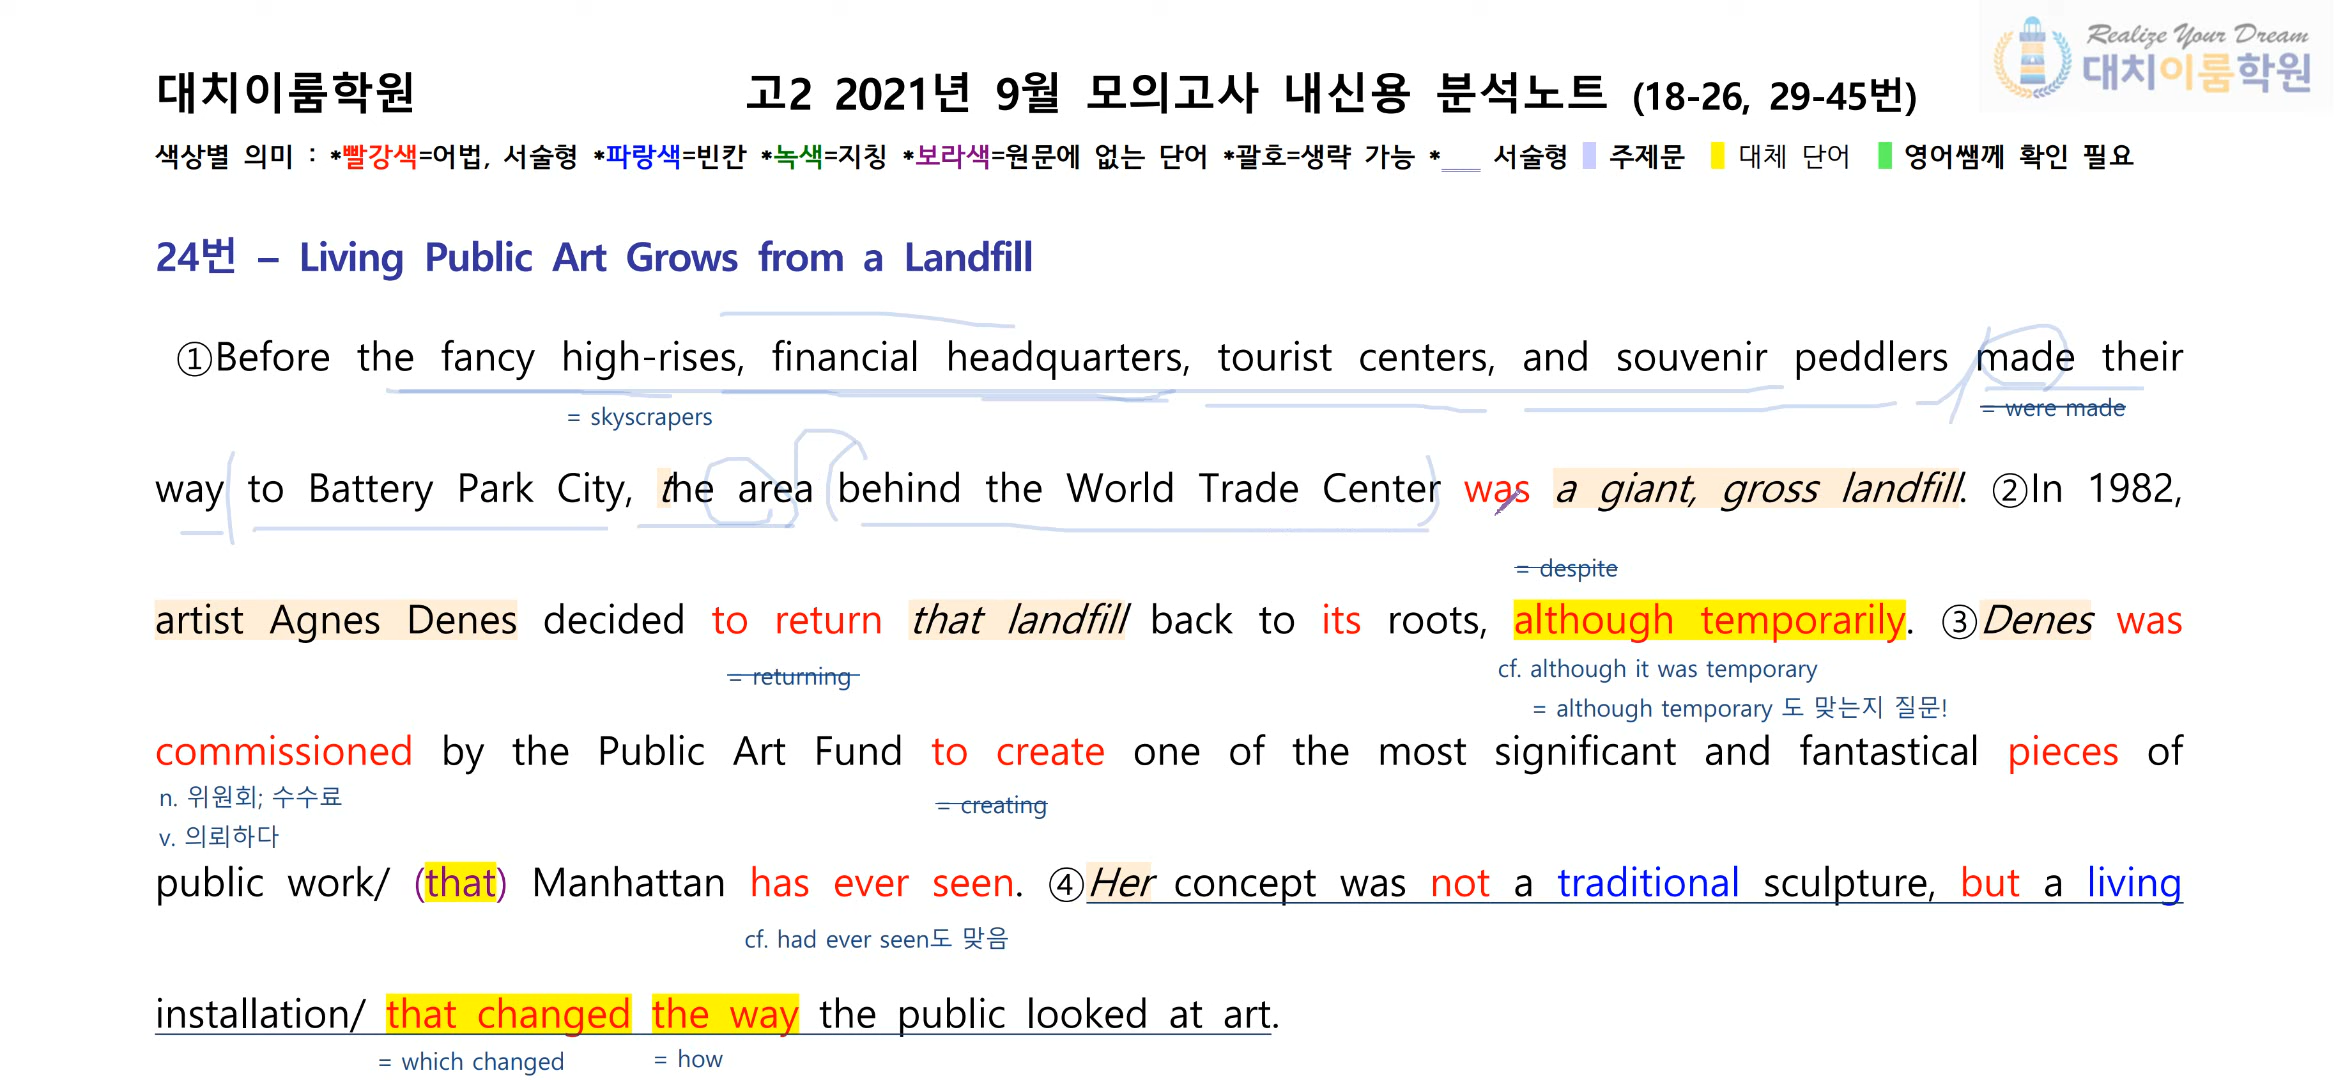 Realize Your Dream
대치이룸학원
대치이룸학원 고2 2021년 9월 모의고사 내신용 분석노트 (18-26, 29-45번)
색상별 의미 : *빨강색=어법, 서술형 *파랑색=빈칸 *녹색=지칭 *보라색=원문에 없는 단어 *괄호=생략 가능 *___ 서술형 주제문 대체 단어 영어쌤께 확인 필요
24번 – Living Public Art Grows from a Landfill
①Before the fancy high-rises, financial headquarters, tourist centers, and souvenir peddlers made their
= skyscrapers = were made
way to Battery Park City, the area behind the World Trade Center was a giant, gross landfill. ②In 1982,
= despite
artist Agnes Denes decided to return that landfill back to its roots, although temporarily. ③Denes was
= returning cf. although it was temporary
= although temporary 도 맞는지 질문!
commissioned by the Public Art Fund to create one of the most significant and fantastical pieces of
n. 위원회; 수수료 = creating
v. 의뢰하다
public work/ (that) Manhattan has ever seen. ④Her concept was not a traditional sculpture, but a living
cf. had ever seen도 맞음
installation/ that changed the way the public looked at art.
= which changed = how